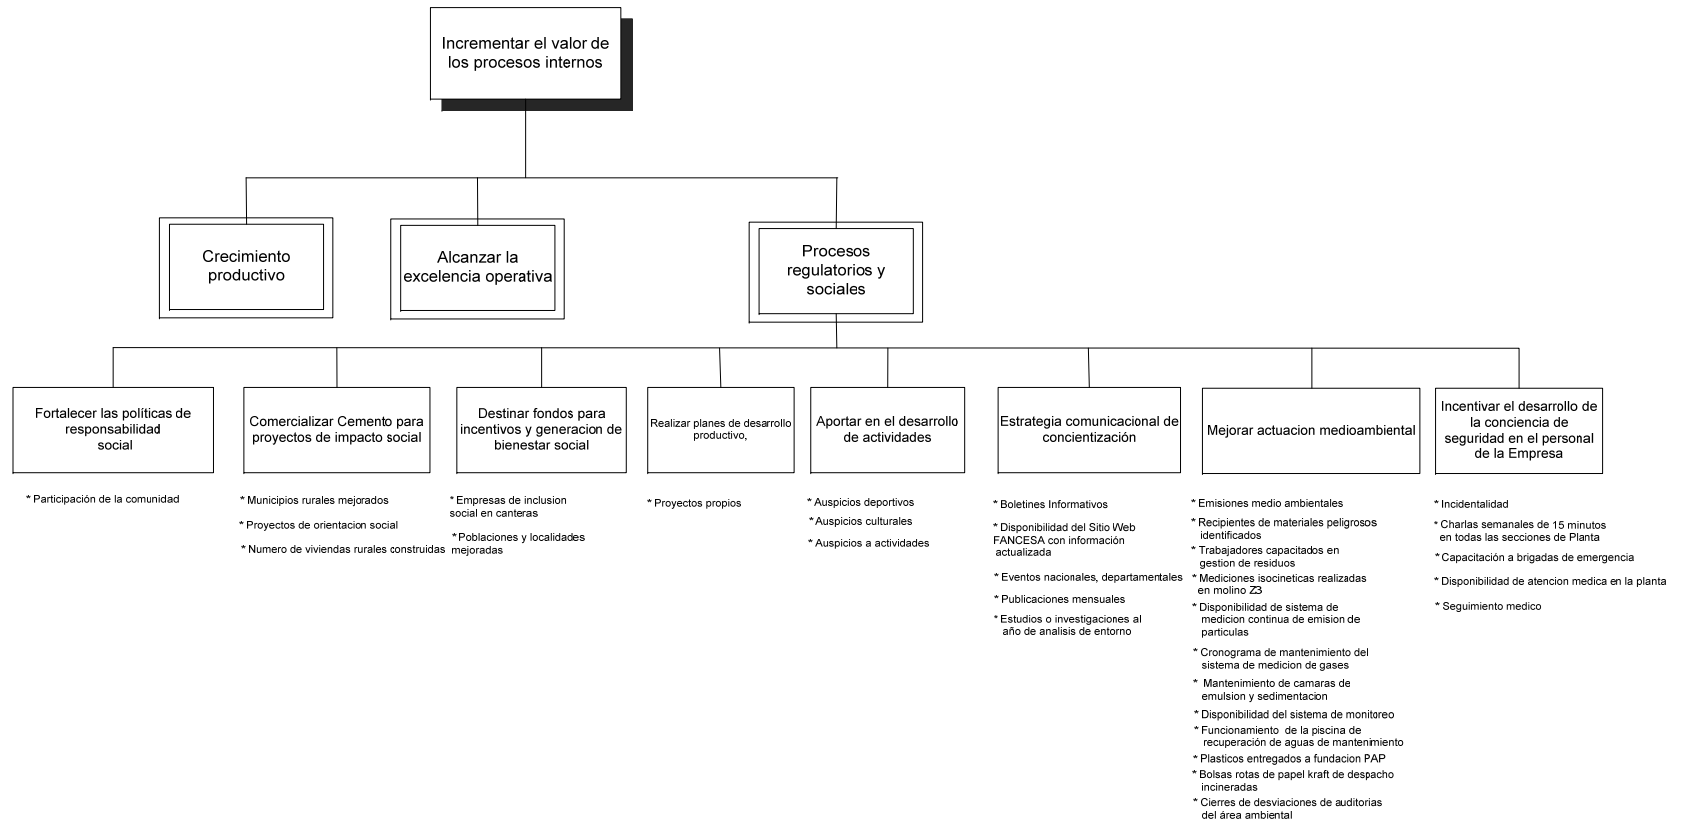 Incrementar el valor de
los procesos internos
Crecimiento
productivo
Alcanzar la
excelencia operativa
Procesos
regulatorios y
sociales
Fortalecer las políticas de
responsabilidad
social
* Participación de la comunidad
Comercializar Cemento para
proyectos de impacto social
* Municipios rurales mejorados
* Proyectos de orientacion social
* Numero de viviendas rurales construidas
Destinar fondos para
incentivos y generacion de
bienestar social
* Empresas de inclusion
social en canteras
* Poblaciones y localidades
mejoradas
Realizar planes de desarrollo
productivo,
* Proyectos propios
Aportar en el desarrollo
de actividades
* Auspicios deportivos
* Auspicios culturales
* Auspicios a actividades
Estrategia comunicacional de
concientización
* Boletines Informativos
* Disponibilidad del Sitio Web
FANCESA con información
actualizada
* Eventos nacionales, departamentales
* Publicaciones mensuales
* Estudios o investigaciones al
año de analisis de entorno
Mejorar actuacion medioambiental
* Emisiones medio ambientales
* Recipientes de materiales peligrosos
identificados
* Trabajadores capacitados en
gestion de residuos
* Mediciones isocineticas realizadas
en molino Z3
* Disponibilidad de sistema de
medicion continua de emision de
particulas
* Cronograma de mantenimiento del
sistema de medicion de gases
* Mantenimiento de camaras de
emulsion y sedimentacion
* Disponibilidad del sistema de monitoreo
* Funcionamiento de la piscina de
recuperación de aguas de mantenimiento
* Plasticos entregados a fundacion PAP
* Bolsas rotas de papel kraft de despacho
incineradas
* Cierres de desviaciones de auditorias
del área ambiental
Incentivar el desarrollo de
la conciencia de
seguridad en el personal
de la Empresa
* Incidentalidad
* Charlas semanales de 15 minutos
en todas las secciones de Planta
* Capacitación a brigadas de emergencia
* Disponibilidad de atencion medica en la planta
* Seguimiento medico